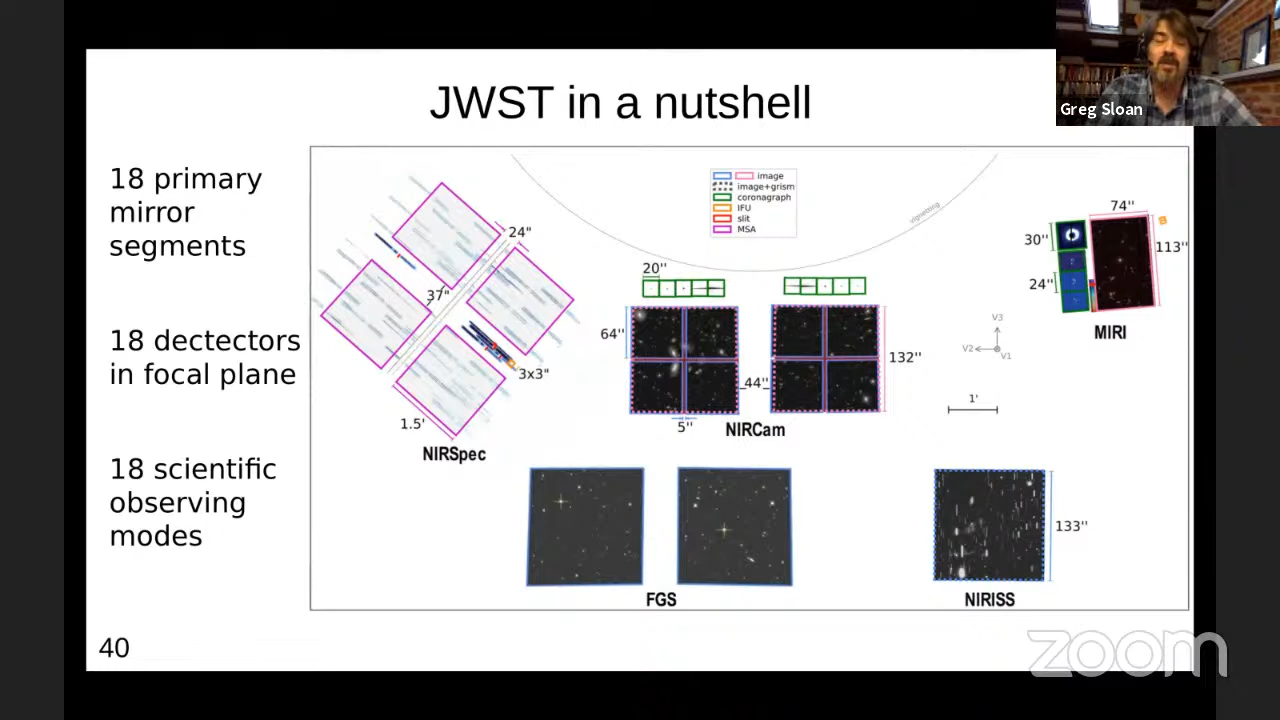 JWST in a nutshell
Greg Sloan
18 primary
mirror
segments
18 dectectors
in focal plane
18 scientific
observing
modes
40
image
image+grism
coronagraph
IFU
slit
MSA
vignetting
24"
37"
3x3"
1.5'
NIRSpec
20''
64''
44''
132''
5''
NIRCam
V3
V2
V1
1'
74''
30''
113''
24''
MIRI
FGS
133''
NIRISS
zoom